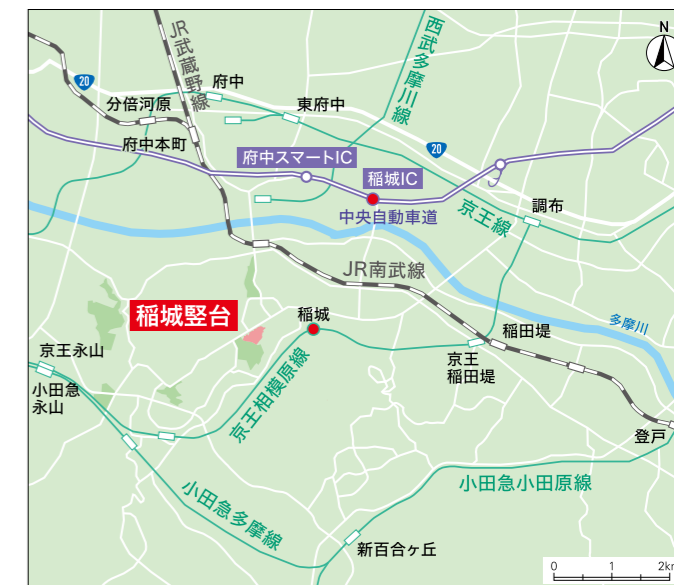 N
JR武蔵野線
西武多摩川線
20
府中
分倍河原
東府中
府中本町
20
府中スマートIC
稲城IC
中央自動車道
京王線
調布
JR南武線
稲城竪台
稲城
多摩川
稲田堤
京王
稲田堤
京王永山
小田急
永山
京王相模原線
登戸
小田急小田原線
小田急多摩線
新百合ヶ丘
0 1 2km